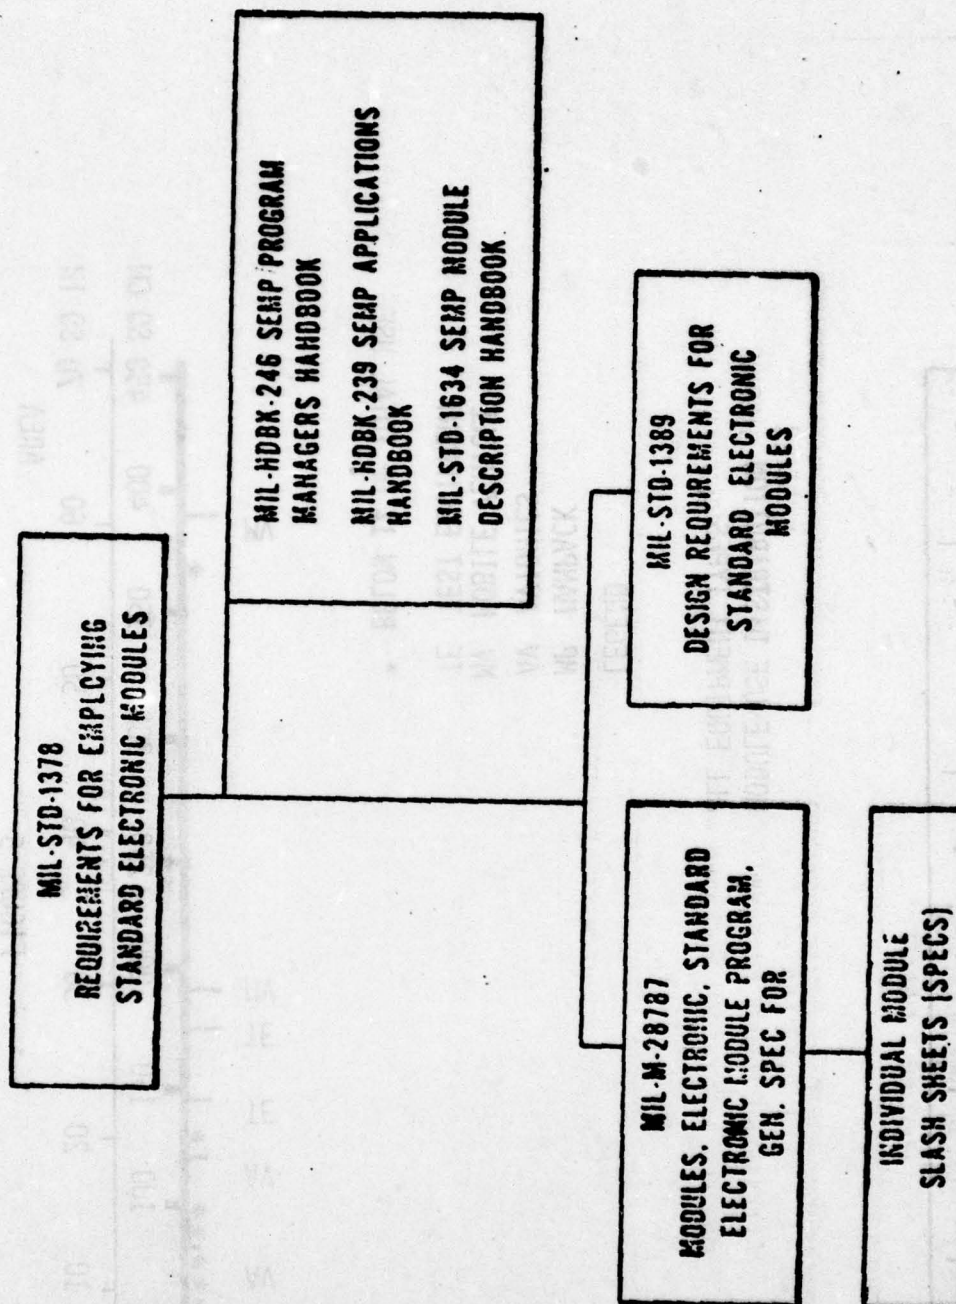 MIL-STD-1378
REQUIREMENTS FOR EMPLOYING
STANDARD ELECTRONIC MODULES
MIL-HDBK-246 SEMP PROGRAM
MANAGERS HAHDBOOK
MIL-HDBK-239 SEMP APPLICATIONS
HANDBOOK
MIL-STD-1634 SEMP MODULE
DESCRIPTION HANDBOOK
MIL-M-28787
MODULES, ELECTRONIC, STANDARD
ELECTRONIC MODULE PROGRAM,
GEN. SPEC FOR
MIL-STD-1389
DESIGN REQUIREMENTS FOR
STANDARD ELECTRONIC
MODULES
INDIVIDUAL MODULE
SLASH SHEETS (SPECS)